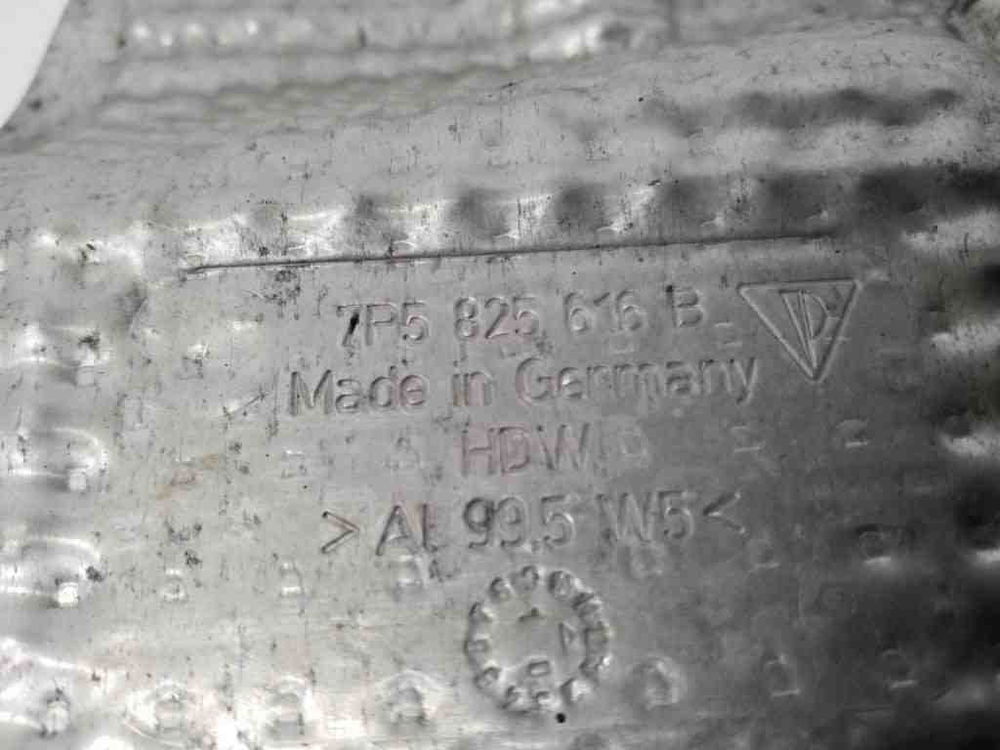 7P5 825 616 B
Made in Germany
HDW
>AL 99.5 W5<